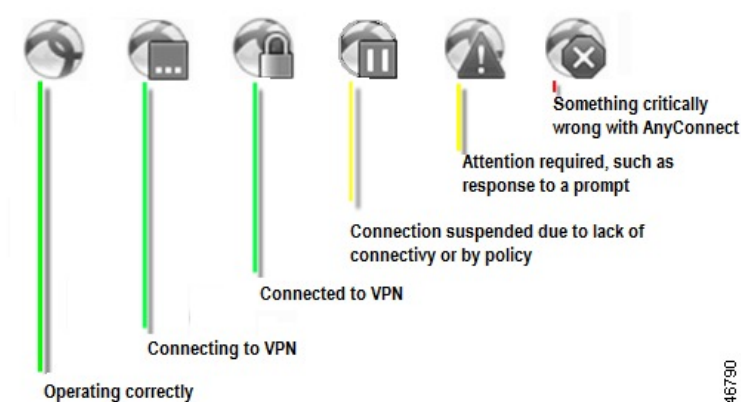 Something critically
wrong with AnyConnect
Attention required, such as
response to a prompt
Connection suspended due to lack of
connectivy or by policy
Connected to VPN
Connecting to VPN
Operating correctly
46790